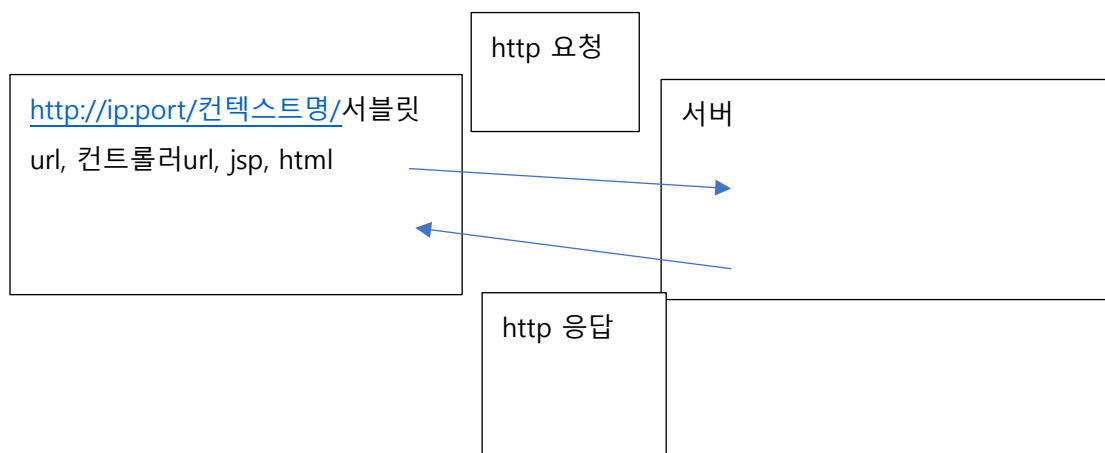 http 요청
http://ip:port/컨텍스트명/서블릿
url, 컨트롤러url, jsp, html
서버
http 응답